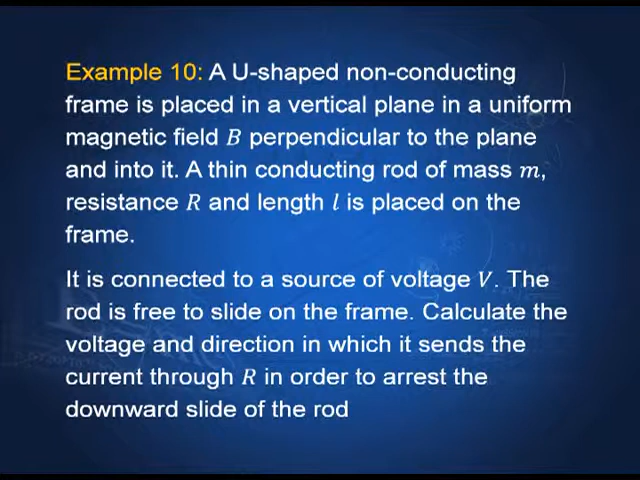 Example 10: A U-shaped non-conducting
frame is placed in a vertical plane in a uniform
magnetic field B perpendicular to the plane
and into it. A thin conducting rod of mass m,
resistance R and length l is placed on the
frame.
It is connected to a source of voltage V. The
rod is free to slide on the frame. Calculate the
voltage and direction in which it sends the
current through R in order to arrest the
downward slide of the rod